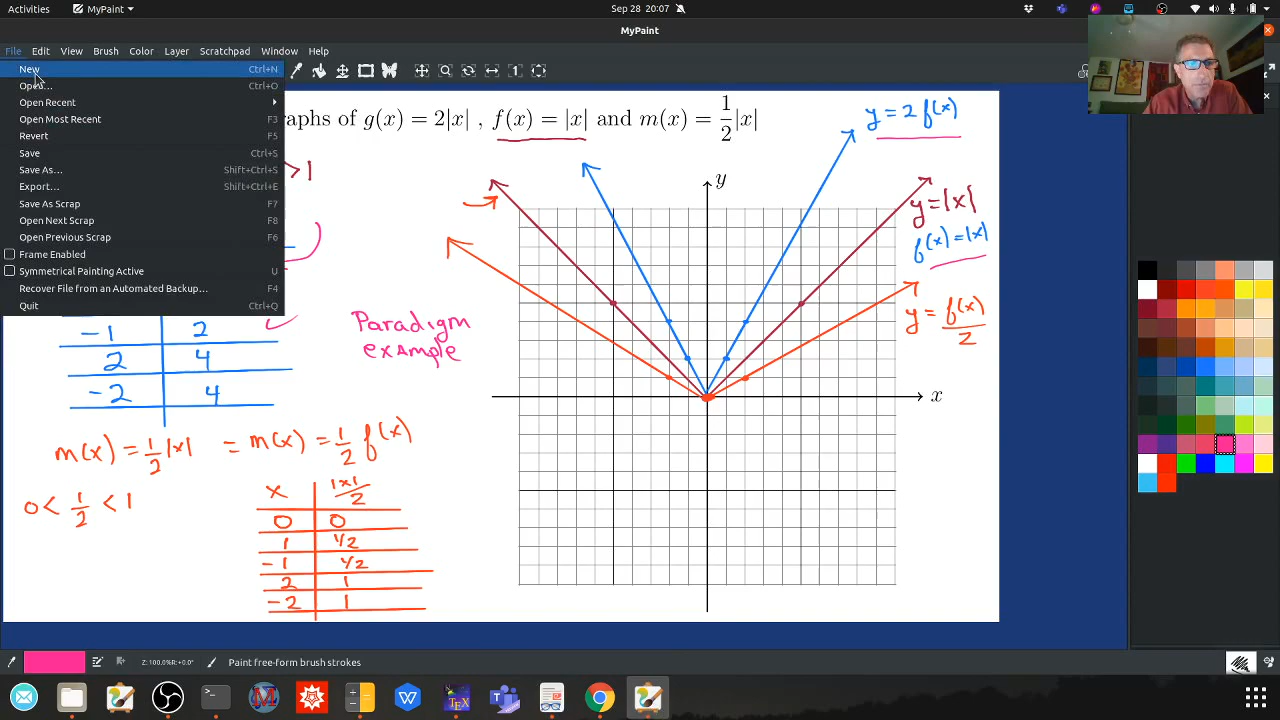 Activities
MyPaint
Sep 28 20:07
MyPaint
File Edit View Brush Color Layer Scratchpad Window Help
New Ctrl+N
Open... Ctrl+O
Open Recent
Open Most Recent F3
Revert F5
Save Ctrl+S
Save As... Shift+Ctrl+S
Export... Shift+Ctrl+E
Save As Scrap F7
Open Next Scrap F8
Open Previous Scrap F6
Frame Enabled
Symmetrical Painting Active U
Recover File from an Automated Backup... F4
Quit Ctrl+Q
aphs of g(x) = 2|x| , f(x) = |x| and m(x) = 1/2|x|
> 1
y = 2 f(x)
y
y = |x|
f(x) = |x|
y = f(x)/2
x
Paradigm
example
-1 2
2 4
-2 4
m(x) = 1/2 |x| = m(x) = 1/2 f(x)
0 < 1/2 < 1
x |x|/2
0 0
1 1/2
-1 1/2
2 1
-2 1
Z: 100.0%R:+0.0°
Paint free-form brush strokes